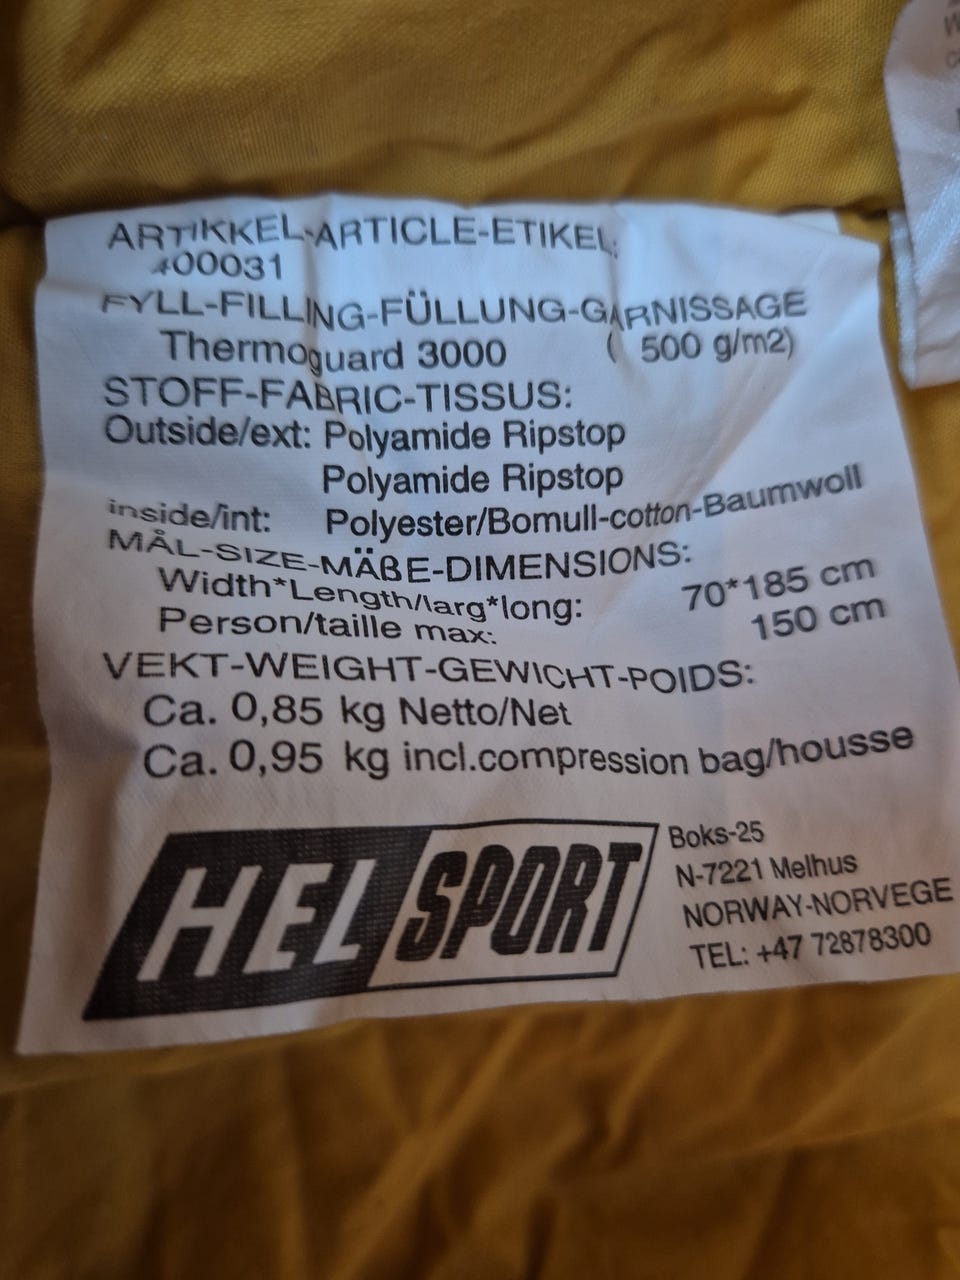 ARTIKKEL-ARTICLE-ETIKEL:
400031
FYLL-FILLING-FÜLLUNG-GARNISSAGE
Thermoguard 3000 ( 500 g/m2)
STOFF-FABRIC-TISSUS:
Outside/ext: Polyamide Ripstop
Polyamide Ripstop
inside/int: Polyester/Bomull-cotton-Baumwoll
MÅL-SIZE-MÄßE-DIMENSIONS:
Width*Length/larg*long: 70*185 cm
Person/taille max: 150 cm
VEKT-WEIGHT-GEWICHT-POIDS:
Ca. 0,85 kg Netto/Net
Ca. 0,95 kg incl.compression bag/housse
HELSPORT
Boks-25
N-7221 Melhus
NORWAY-NORVEGE
TEL: +47 72878300